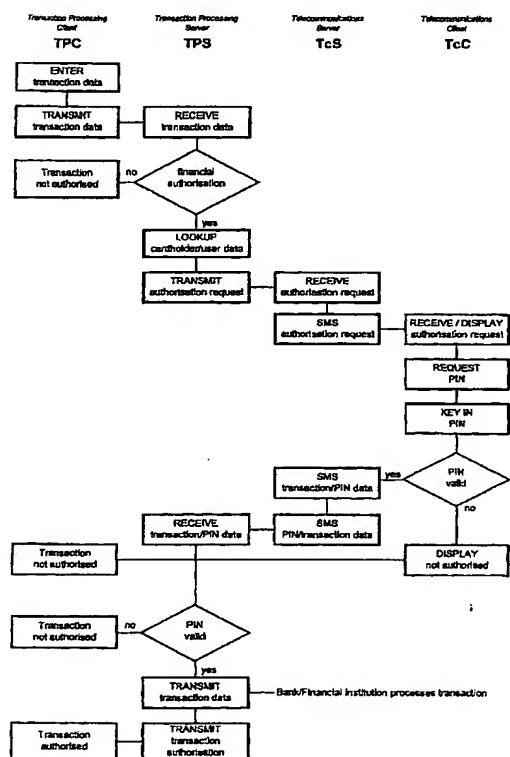 Transaction Processing
Client
TPC
Transaction Processing
Server
TPS
Telecommunications
Server
TcS
Telecommunications
Client
TcC
ENTER
transaction data
TRANSMIT
transaction data
RECEIVE
transaction data
Transaction
not authorised
no
financial
authorisation
yes
LOOKUP
cardholder/user data
TRANSMIT
authorisation request
RECEIVE
authorisation request
SMS
authorisation request
RECEIVE / DISPLAY
authorisation request
REQUEST
PIN
KEY IN
PIN
SMS
transaction/PIN data
yes
PIN
valid
no
RECEIVE
transaction/PIN data
SMS
PIN/transaction data
Transaction
not authorised
DISPLAY
not authorised
Transaction
not authorised
no
PIN
valid
yes
TRANSMIT
transaction data
Bank/Financial Institution processes transaction
Transaction
authorised
TRANSMIT
transaction
authorisation